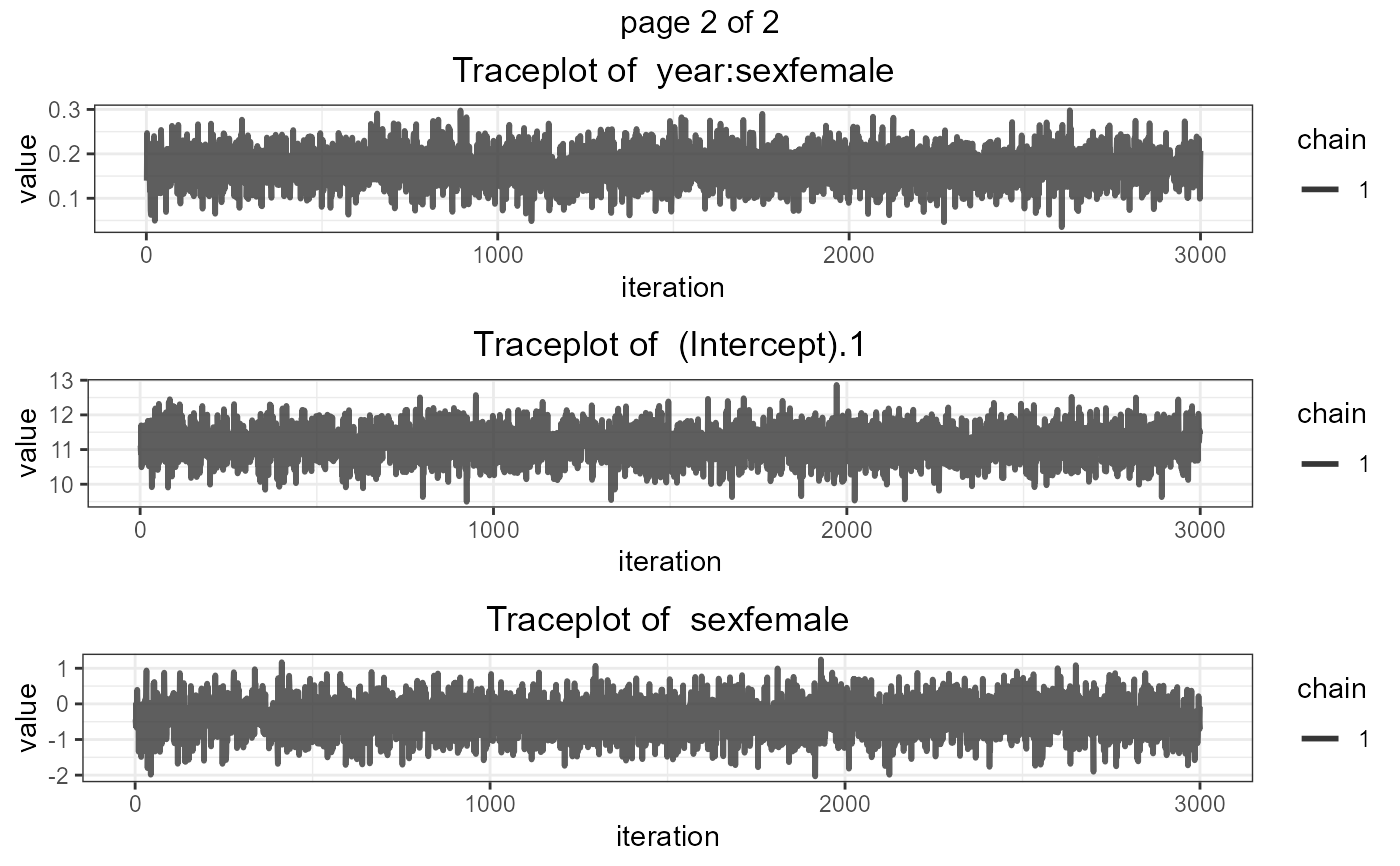 page 2 of 2
Traceplot of  year:sexfemale
0.3
0.2
0.1
value
0 1000 2000 3000
iteration
chain
1
Traceplot of  (Intercept).1
13
12
11
10
value
0 1000 2000 3000
iteration
chain
1
Traceplot of  sexfemale
1
0
-1
-2
value
0 1000 2000 3000
iteration
chain
1